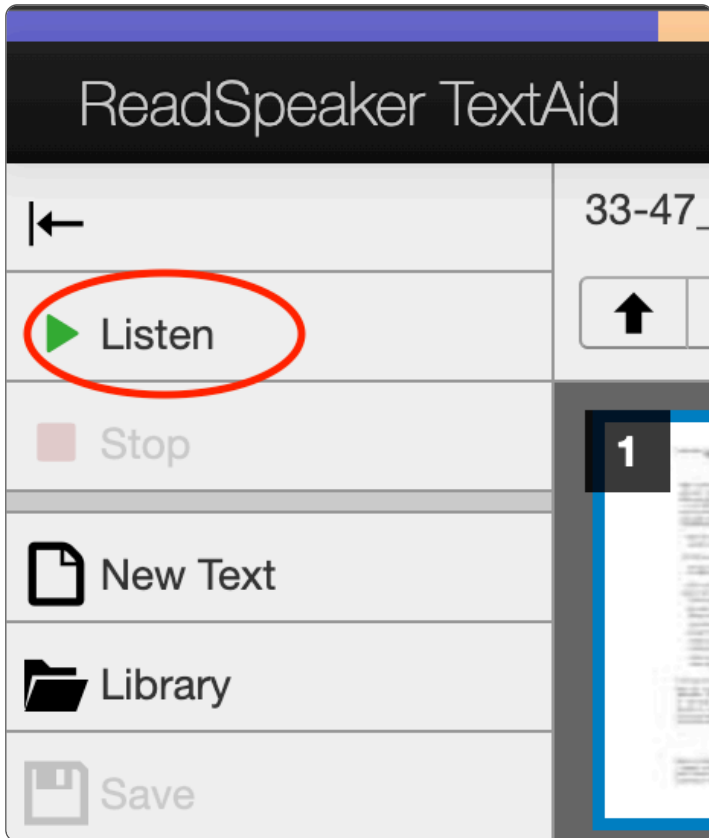 ReadSpeaker TextAid
33-47_
Listen
Stop
1
New Text
Library
Save